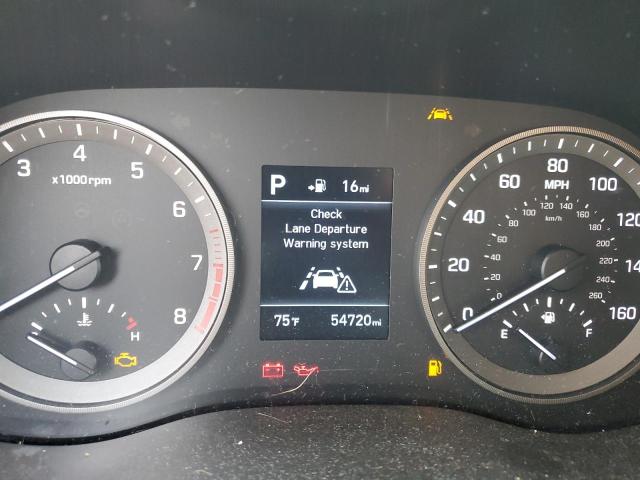 3 4 5 6 7 8
x1000rpm
H
P 16mi
Check
Lane Departure
Warning system
75°F 54720mi
0 20 40 60 80 100 120 14 160
MPH
0 20 40 60 80 100 120 140 160 180 200 220 240 260
km/h
E F